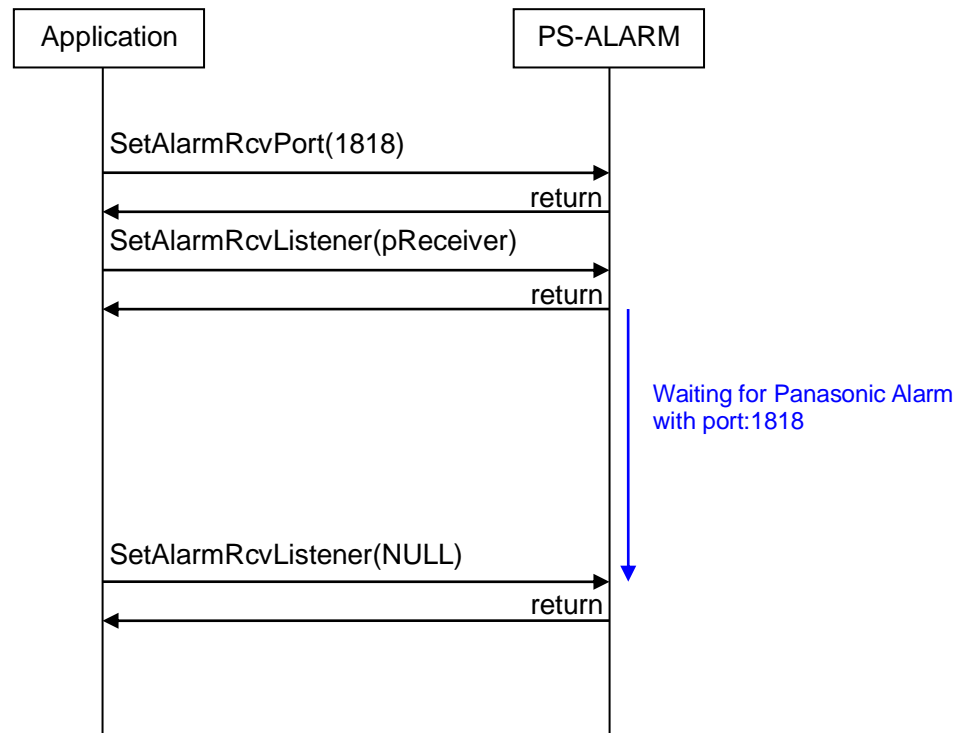 Application
PS-ALARM
SetAlarmRcvPort(1818)
return
SetAlarmRcvListener(pReceiver)
return
Waiting for Panasonic Alarm
with port:1818
SetAlarmRcvListener(NULL)
return